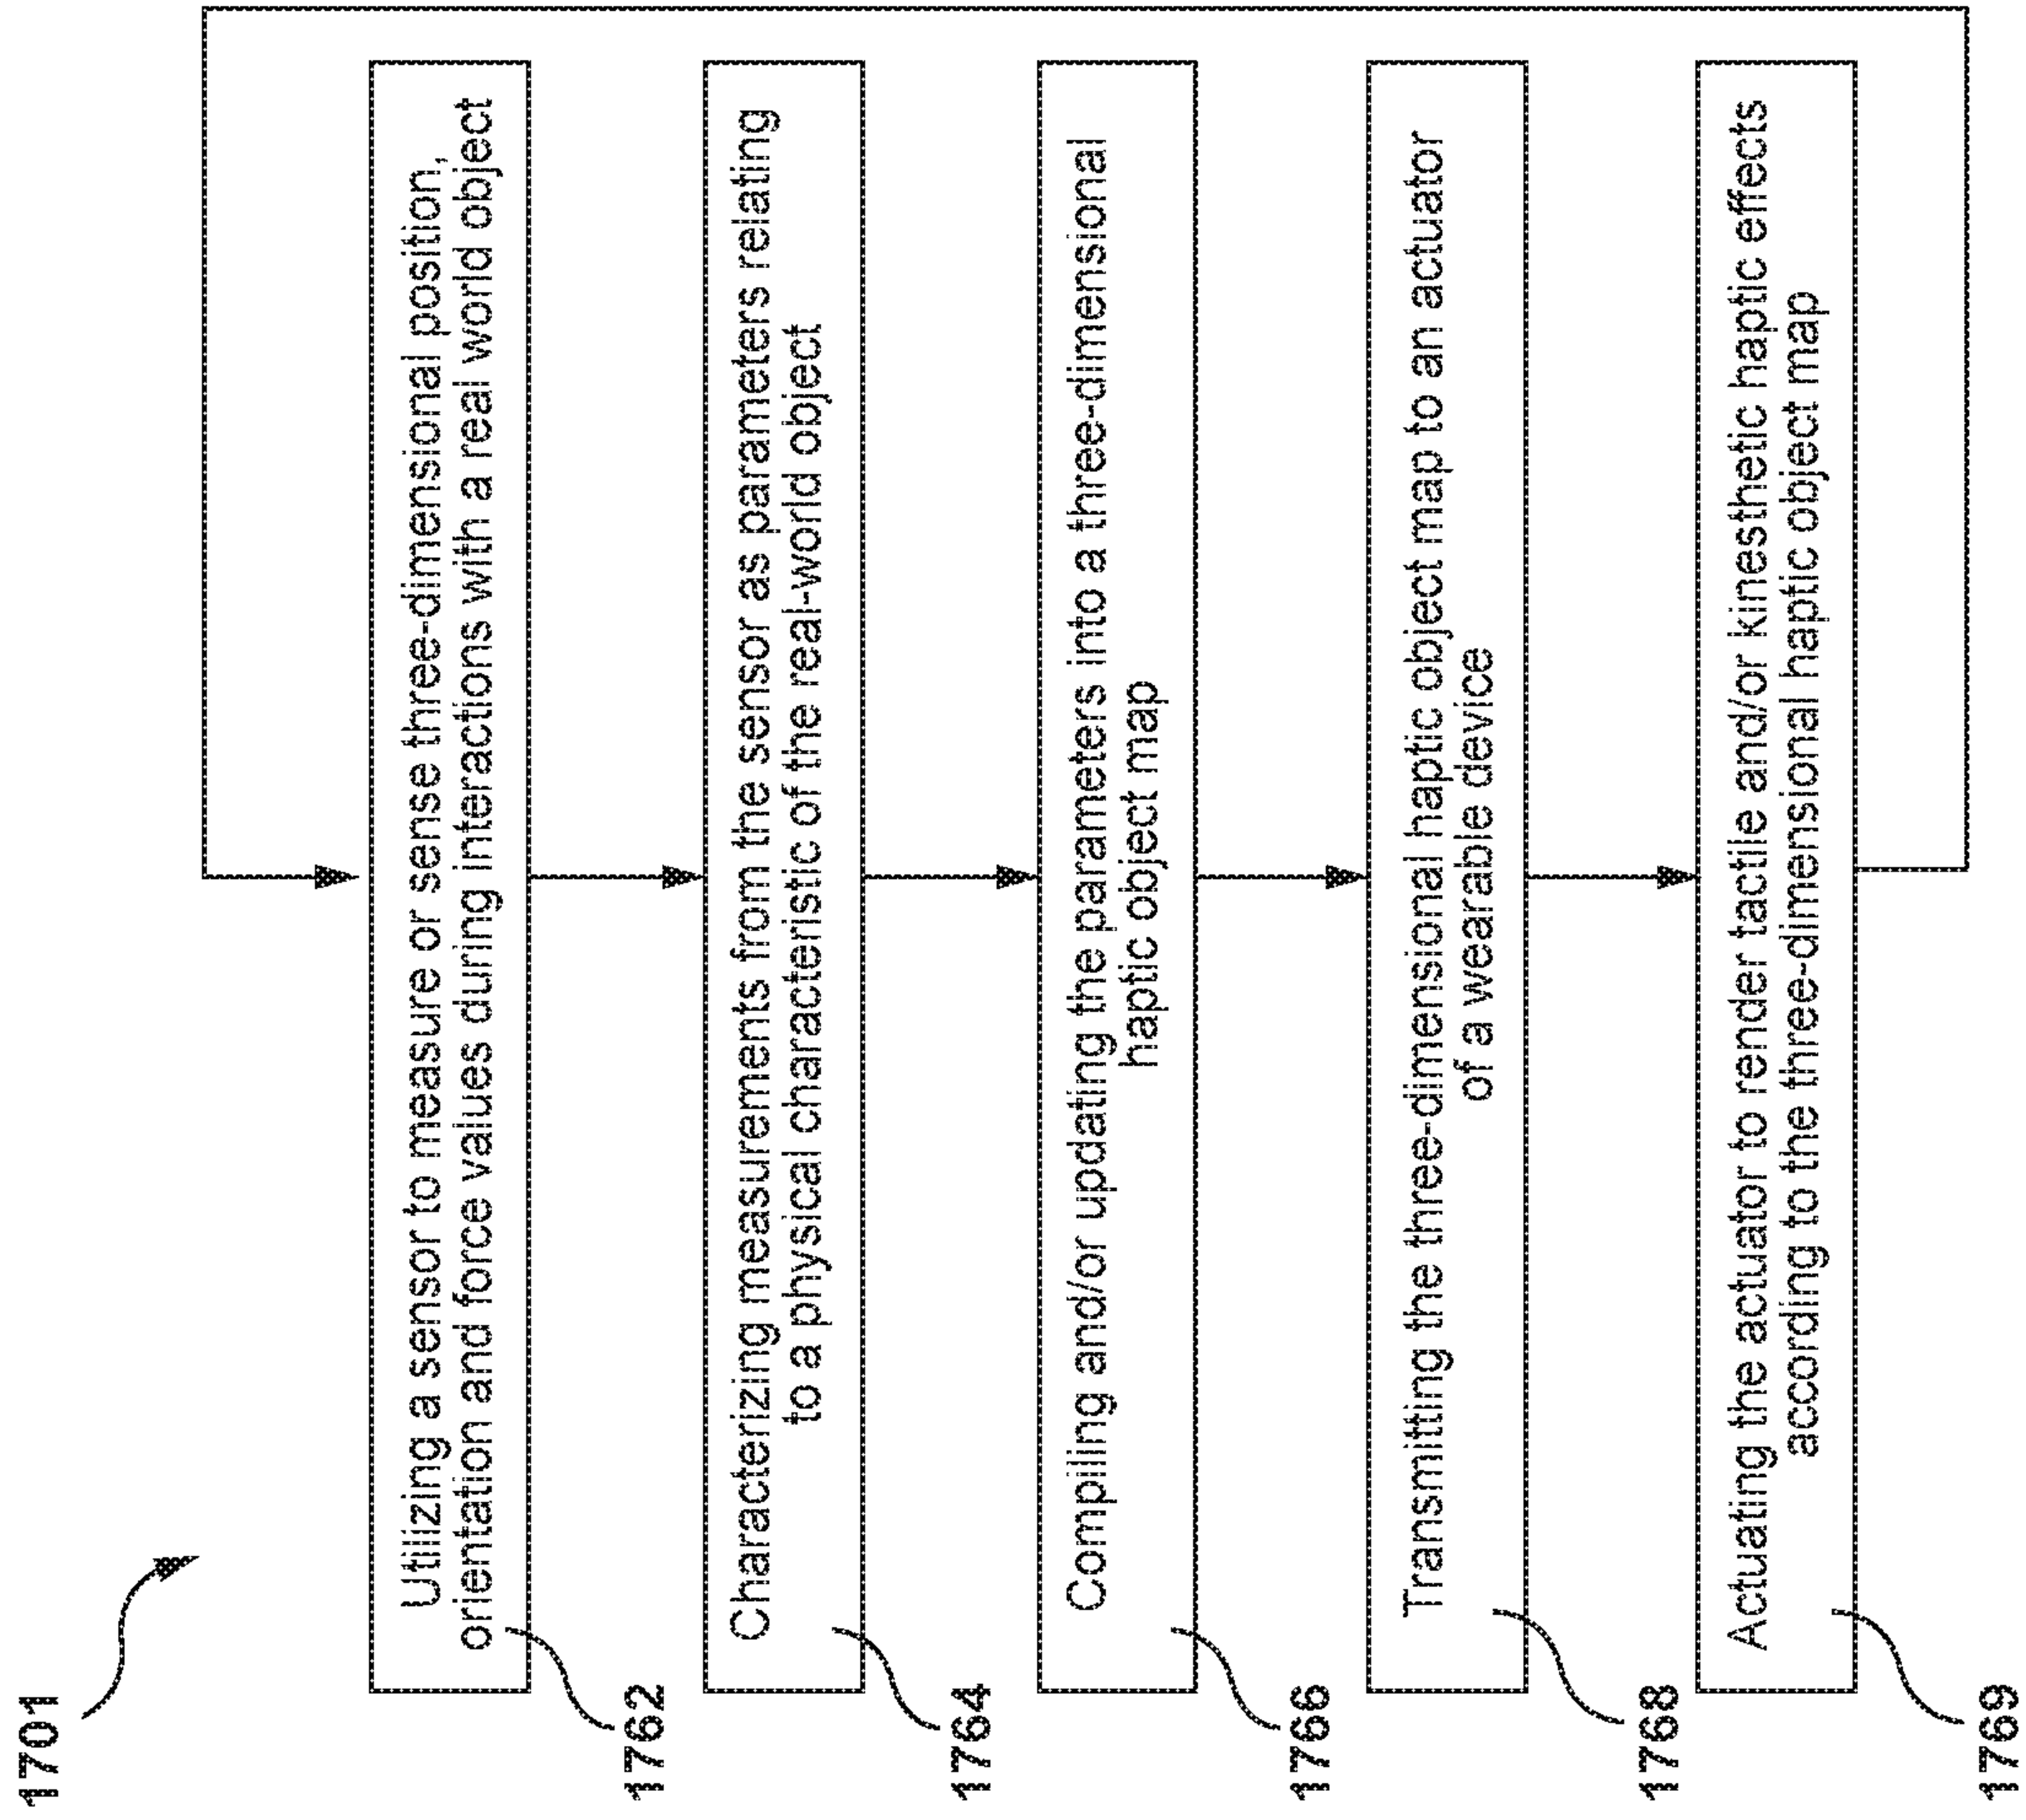 1701
Utilizing a sensor to measure or sense three-dimensional position,
orientation and force values during interactions with a real world object
1762
Characterizing measurements from the sensor as parameters relating
to a physical characteristic of the real-world object
1764
Compiling and/or updating the parameters into a three-dimensional
haptic object map
1766
Transmitting the three-dimensional haptic object map to an actuator
of a wearable device
1768
Actuating the actuator to render tactile and/or kinesthetic haptic effects
according to the three-dimensional haptic object map
1769